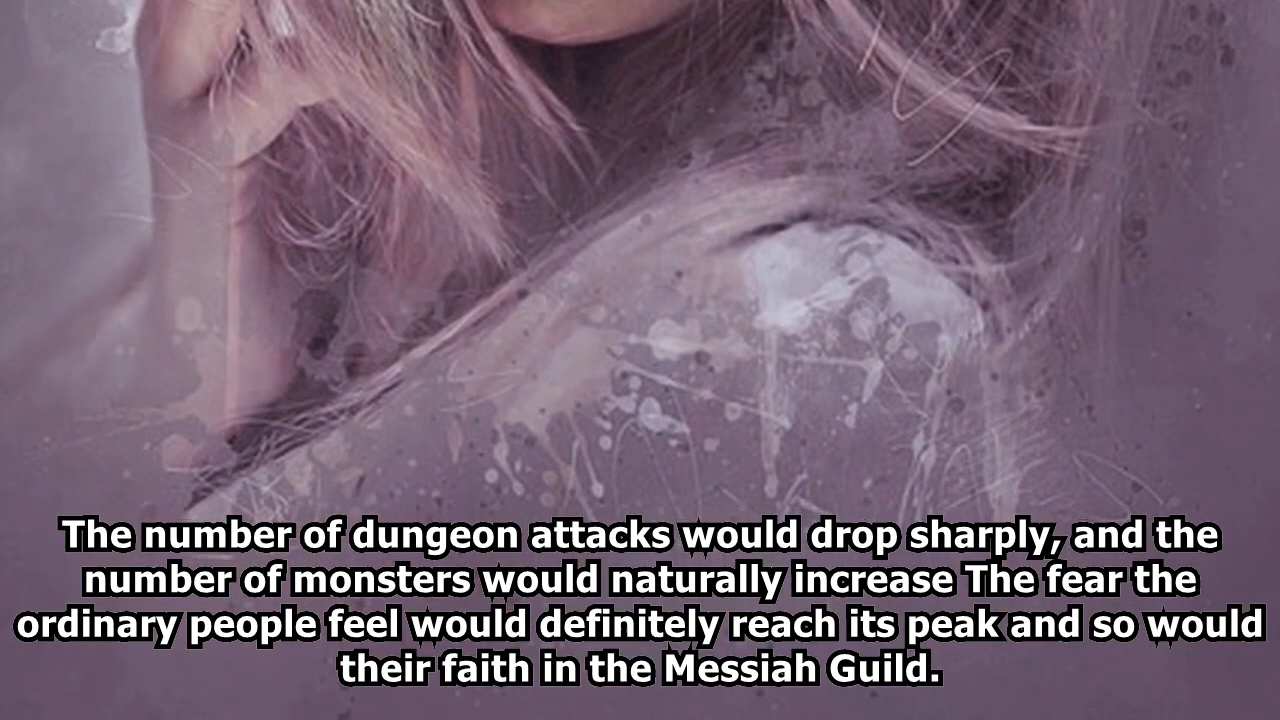 The number of dungeon attacks would drop sharply, and the
number of monsters would naturally increase The fear the
ordinary people feel would definitely reach its peak and so would
their faith in the Messiah Guild.